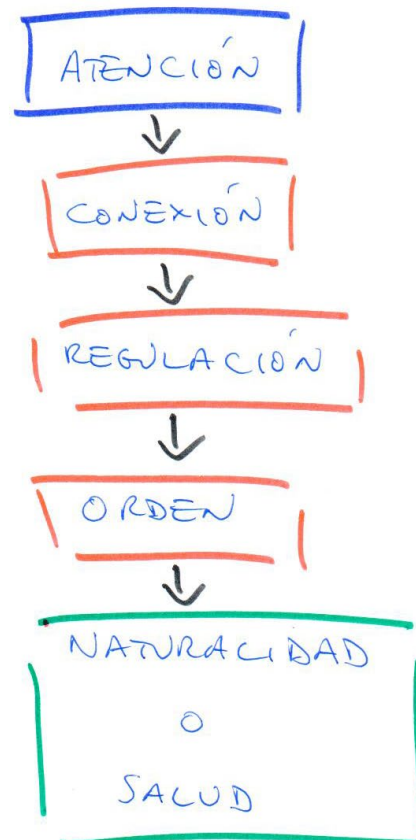 ATENCIÓN
CONEXIÓN
REGULACIÓN
ORDEN
NATURALIDAD
O
SALUD